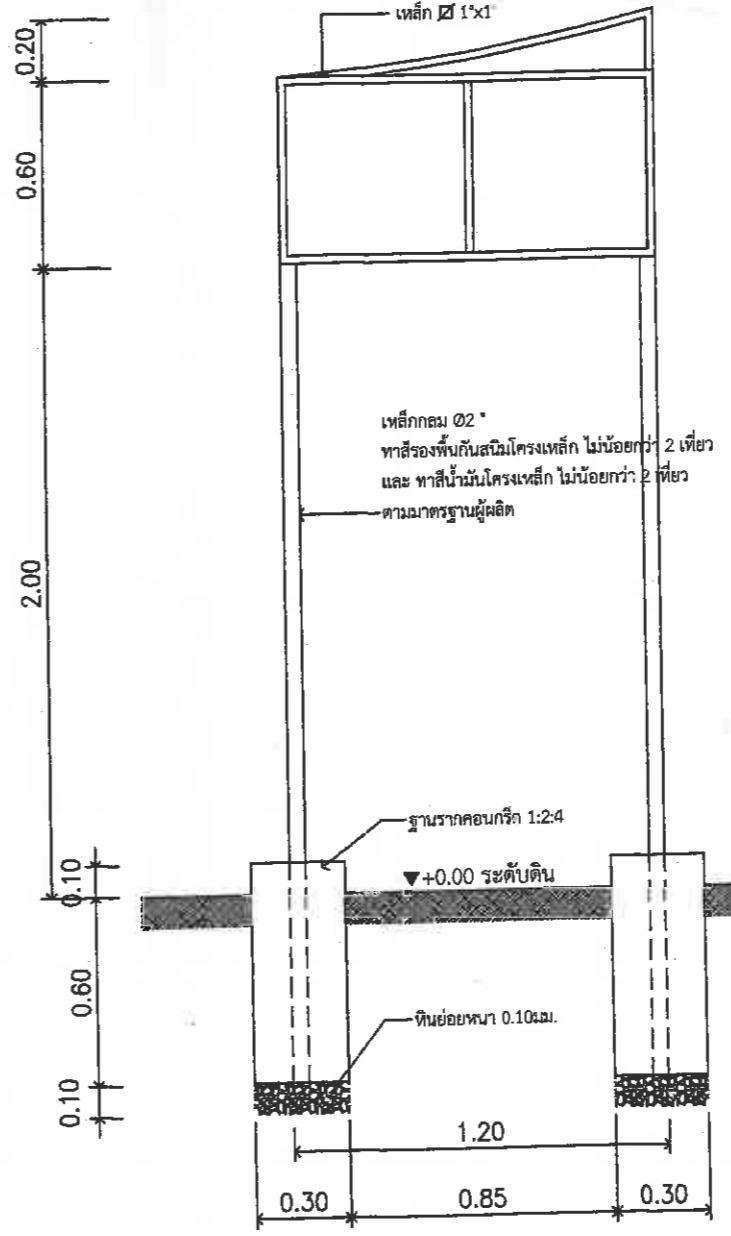 เหล็ก 1"x1"
0.20
0.60
เหล็กกลม Ø2 "
ทาสีรองพื้นกันสนิมโครงเหล็ก ไม่น้อยกว่า 2 เที่ยว
และ ทาสีน้ำมันโครงเหล็ก ไม่น้อยกว่า 2 เที่ยว
ตามมาตรฐานผู้ผลิต
2.00
ฐานรากคอนกรีต 1:2:4
0.10
▼+0.00 ระดับดิน
0.60
หินย่อยหนา 0.10มม.
0.10
1.20
0.30 0.85 0.30